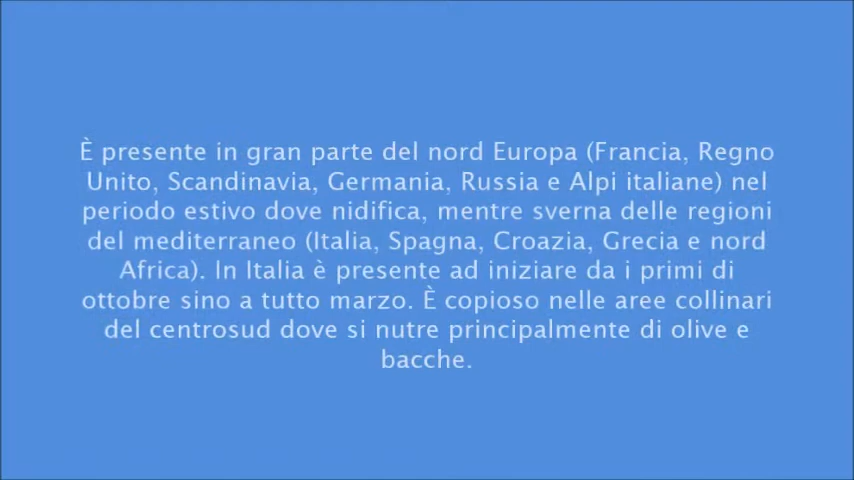 È presente in gran parte del nord Europa (Francia, Regno
Unito, Scandinavia, Germania, Russia e Alpi italiane) nel
periodo estivo dove nidifica, mentre sverna delle regioni
del mediterraneo (Italia, Spagna, Croazia, Grecia e nord
Africa). In Italia è presente ad iniziare da i primi di
ottobre sino a tutto marzo. È copioso nelle aree collinari
del centrosud dove si nutre principalmente di olive e
bacche.